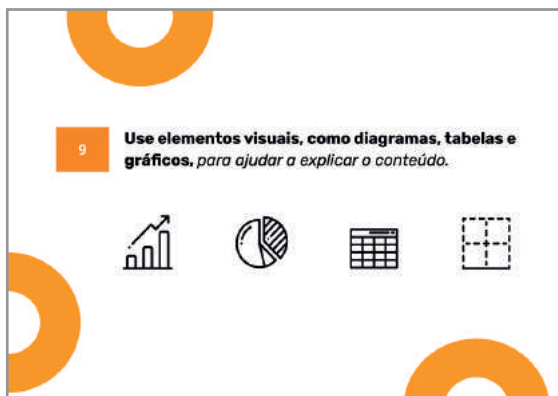 9
Use elementos visuais, como diagramas, tabelas e
gráficos, para ajudar a explicar o conteúdo.